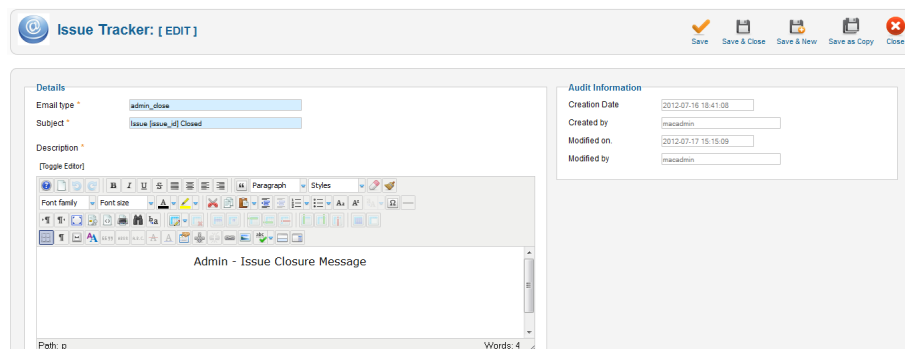 Issue Tracker: [ EDIT ]
Save
Save & Close
Save & New
Save as Copy
Close
Details
Email type *
admin_close
Subject *
Issue [issue_id] Closed
Description *
[Toggle Editor]
Paragraph
Styles
Font family
Font size
Admin - Issue Closure Message
Path: p
Words: 4
Audit Information
Creation Date
2012-07-16 18:41:08
Created by
macadmin
Modified on.
2012-07-17 15:15:09
Modified by
macadmin